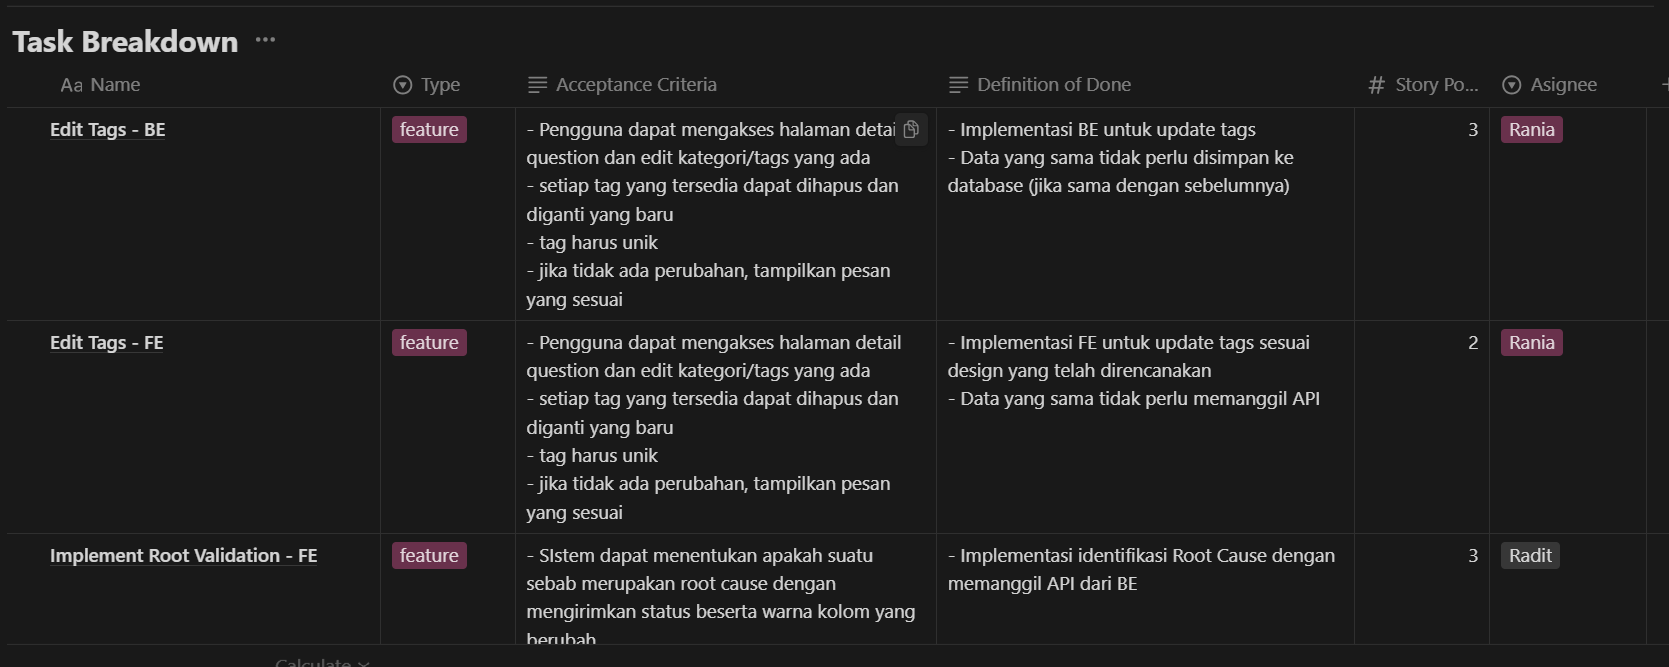 Task Breakdown ...
Aa Name
Type
Acceptance Criteria
Definition of Done
# Story Po...
Asignee
Edit Tags - BE
feature
- Pengguna dapat mengakses halaman detai
question dan edit kategori/tags yang ada
- setiap tag yang tersedia dapat dihapus dan
diganti yang baru
- tag harus unik
- jika tidak ada perubahan, tampilkan pesan
yang sesuai
- Implementasi BE untuk update tags
- Data yang sama tidak perlu disimpan ke
database (jika sama dengan sebelumnya)
3
Rania
Edit Tags - FE
feature
- Pengguna dapat mengakses halaman detail
question dan edit kategori/tags yang ada
- setiap tag yang tersedia dapat dihapus dan
diganti yang baru
- tag harus unik
- jika tidak ada perubahan, tampilkan pesan
yang sesuai
- Implementasi FE untuk update tags sesuai
design yang telah direncanakan
- Data yang sama tidak perlu memanggil API
2
Rania
Implement Root Validation - FE
feature
- SIstem dapat menentukan apakah suatu
sebab merupakan root cause dengan
mengirimkan status beserta warna kolom yang
berubah
- Implementasi identifikasi Root Cause dengan
memanggil API dari BE
3
Radit
Calculate